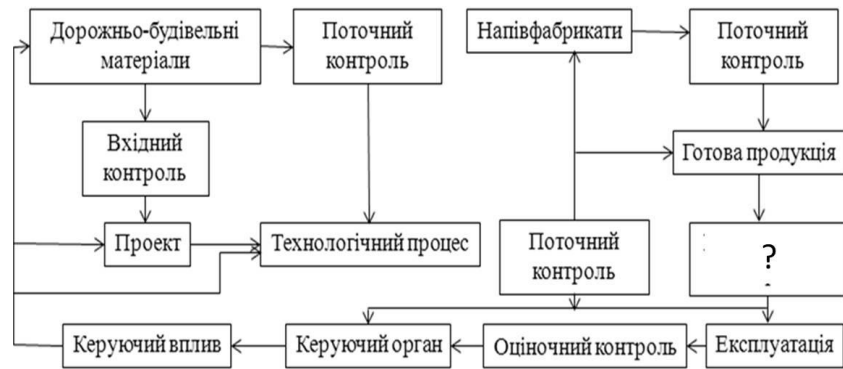 Дорожньо-будівельні
матеріали
Поточний
контроль
Напівфабрикати
Поточний
контроль
Вхідний
контроль
Готова продукція
Проект
Технологічний процес
Поточний
контроль
?
Керуючий вплив
Керуючий орган
Оціночний контроль
Експлуатація